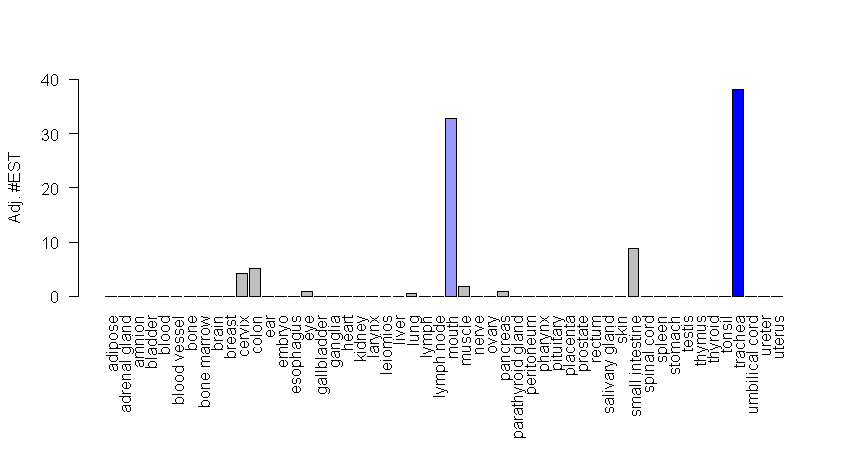 Adj. #EST
40
30
20
10
0
adipose
adrenal gland
amnion
bladder
blood
blood vessel
bone
bone marrow
brain
breast
cervix
colon
ear
embryo
esophagus
eye
gallbladder
ganglia
heart
kidney
larynx
leiomios
liver
lung
lymph
lymph node
mouth
muscle
nerve
ovary
pancreas
parathyroid gland
peritoneum
pharynx
pituitary
placenta
prostate
rectum
salivary gland
skin
small intestine
spinal cord
spleen
stomach
testis
thymus
thyroid
tonsil
trachea
umbilical cord
ureter
uterus